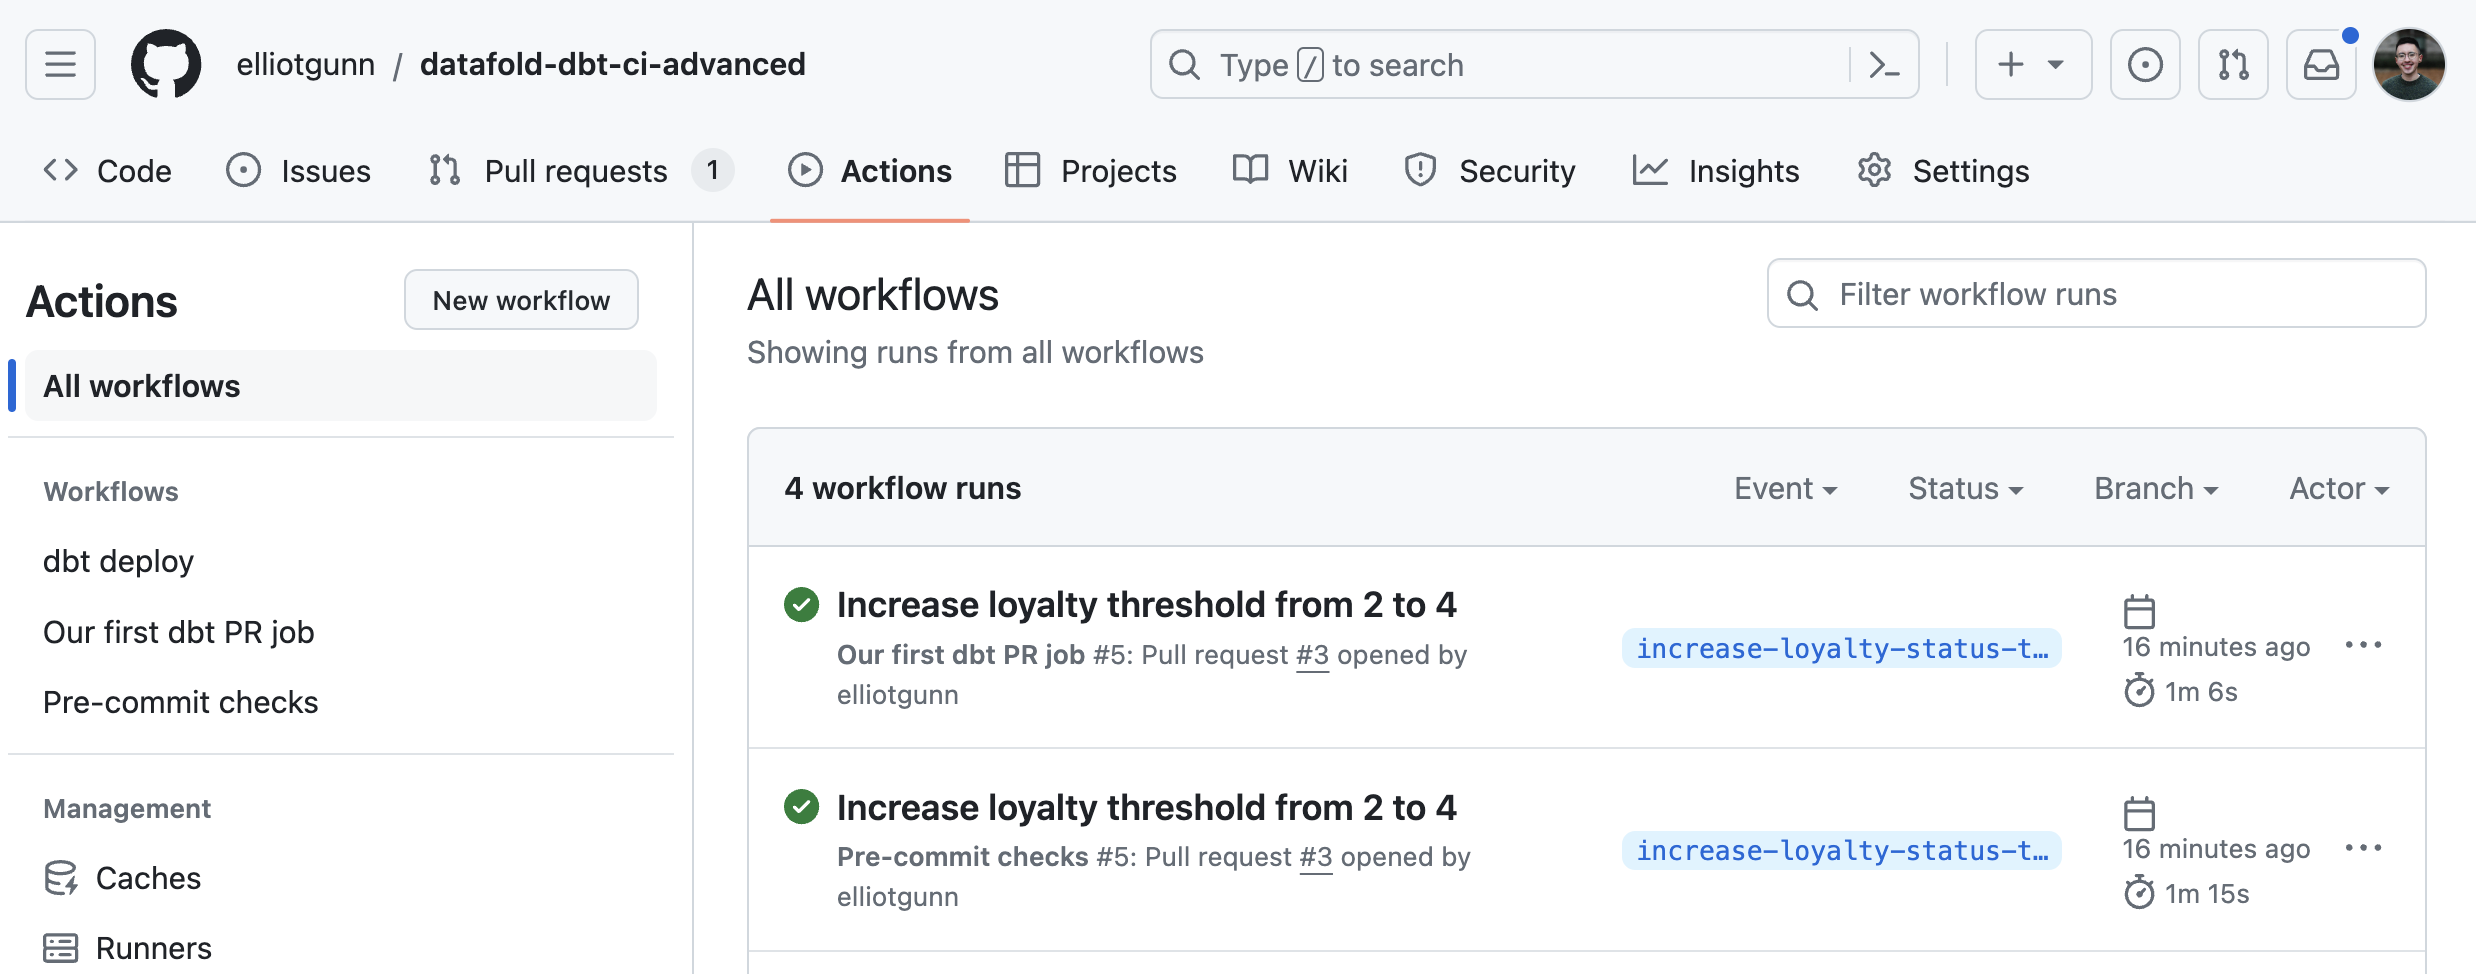 elliotgunn / datafold-dbt-ci-advanced
Type / to search
Code
Issues
Pull requests 1
Actions
Projects
Wiki
Security
Insights
Settings
Actions
New workflow
All workflows
Workflows
dbt deploy
Our first dbt PR job
Pre-commit checks
Management
Caches
Runners
All workflows
Showing runs from all workflows
Filter workflow runs
4 workflow runs
Event
Status
Branch
Actor
Increase loyalty threshold from 2 to 4
Our first dbt PR job #5: Pull request #3 opened by
elliotgunn
increase-loyalty-status-t…
16 minutes ago
1m 6s
Increase loyalty threshold from 2 to 4
Pre-commit checks #5: Pull request #3 opened by
elliotgunn
increase-loyalty-status-t…
16 minutes ago
1m 15s